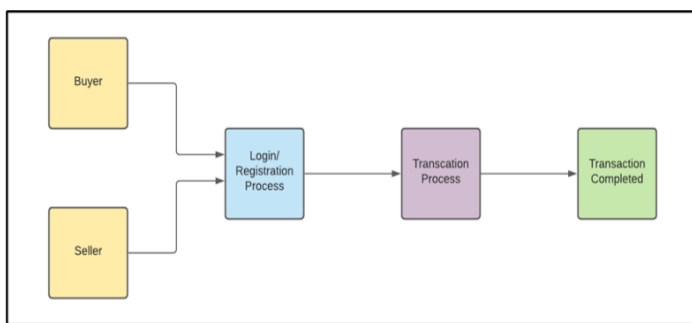 Buyer
Seller
Login/
Registration
Process
Transcation
Process
Transaction
Completed